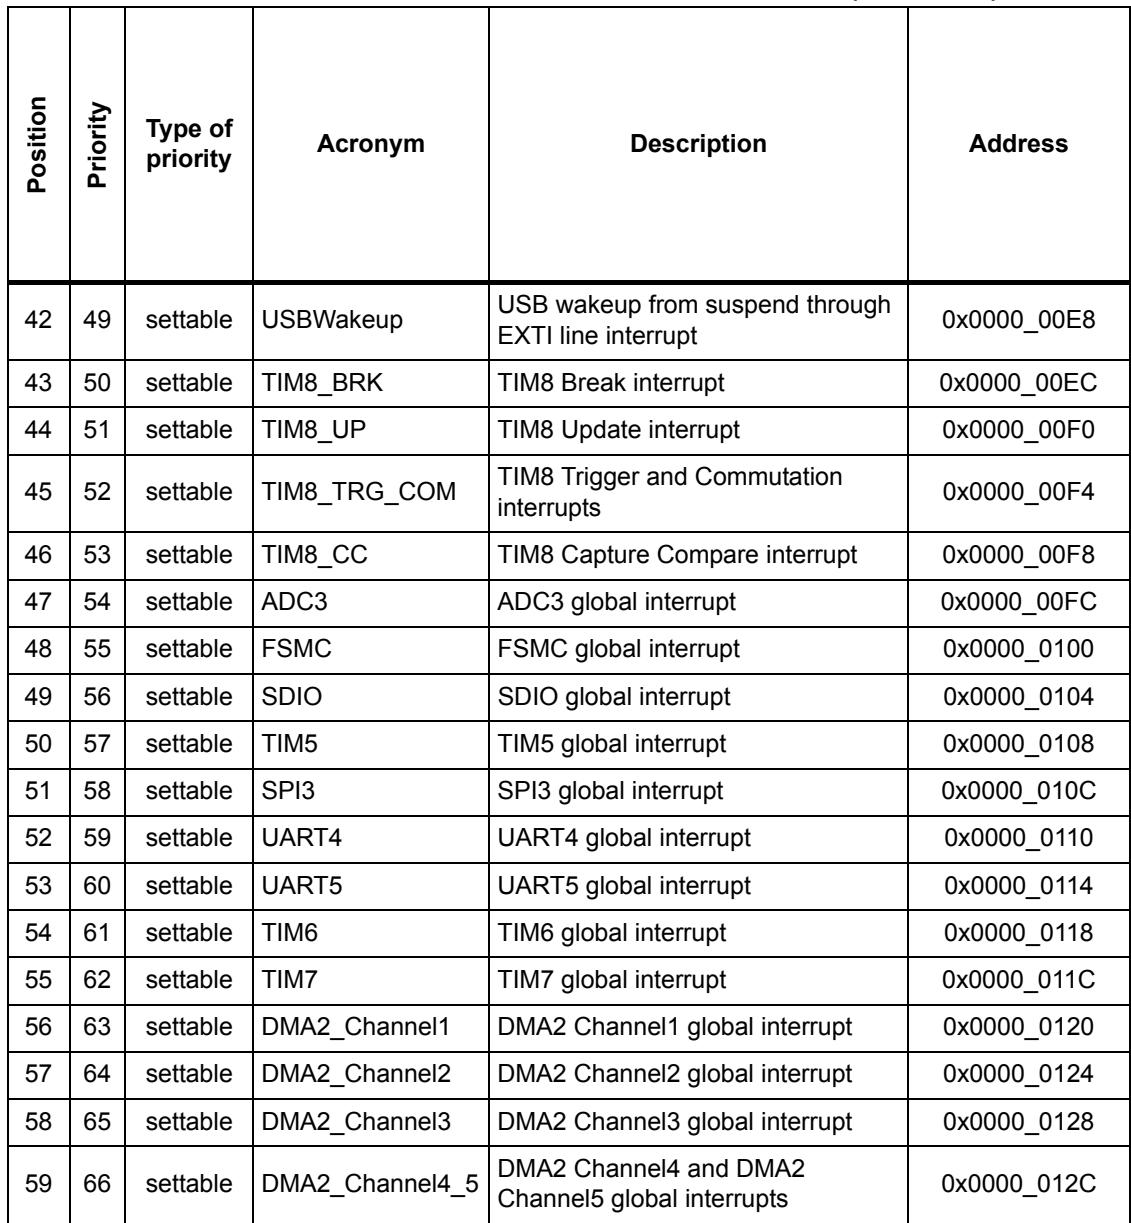 Position Priority Type of priority Acronym Description Address
42 49 settable USBWakeup USB wakeup from suspend through EXTI line interrupt 0x0000_00E8
43 50 settable TIM8_BRK TIM8 Break interrupt 0x0000_00EC
44 51 settable TIM8_UP TIM8 Update interrupt 0x0000_00F0
45 52 settable TIM8_TRG_COM TIM8 Trigger and Commutation interrupts 0x0000_00F4
46 53 settable TIM8_CC TIM8 Capture Compare interrupt 0x0000_00F8
47 54 settable ADC3 ADC3 global interrupt 0x0000_00FC
48 55 settable FSMC FSMC global interrupt 0x0000_0100
49 56 settable SDIO SDIO global interrupt 0x0000_0104
50 57 settable TIM5 TIM5 global interrupt 0x0000_0108
51 58 settable SPI3 SPI3 global interrupt 0x0000_010C
52 59 settable UART4 UART4 global interrupt 0x0000_0110
53 60 settable UART5 UART5 global interrupt 0x0000_0114
54 61 settable TIM6 TIM6 global interrupt 0x0000_0118
55 62 settable TIM7 TIM7 global interrupt 0x0000_011C
56 63 settable DMA2_Channel1 DMA2 Channel1 global interrupt 0x0000_0120
57 64 settable DMA2_Channel2 DMA2 Channel2 global interrupt 0x0000_0124
58 65 settable DMA2_Channel3 DMA2 Channel3 global interrupt 0x0000_0128
59 66 settable DMA2_Channel4_5 DMA2 Channel4 and DMA2 Channel5 global interrupts 0x0000_012C